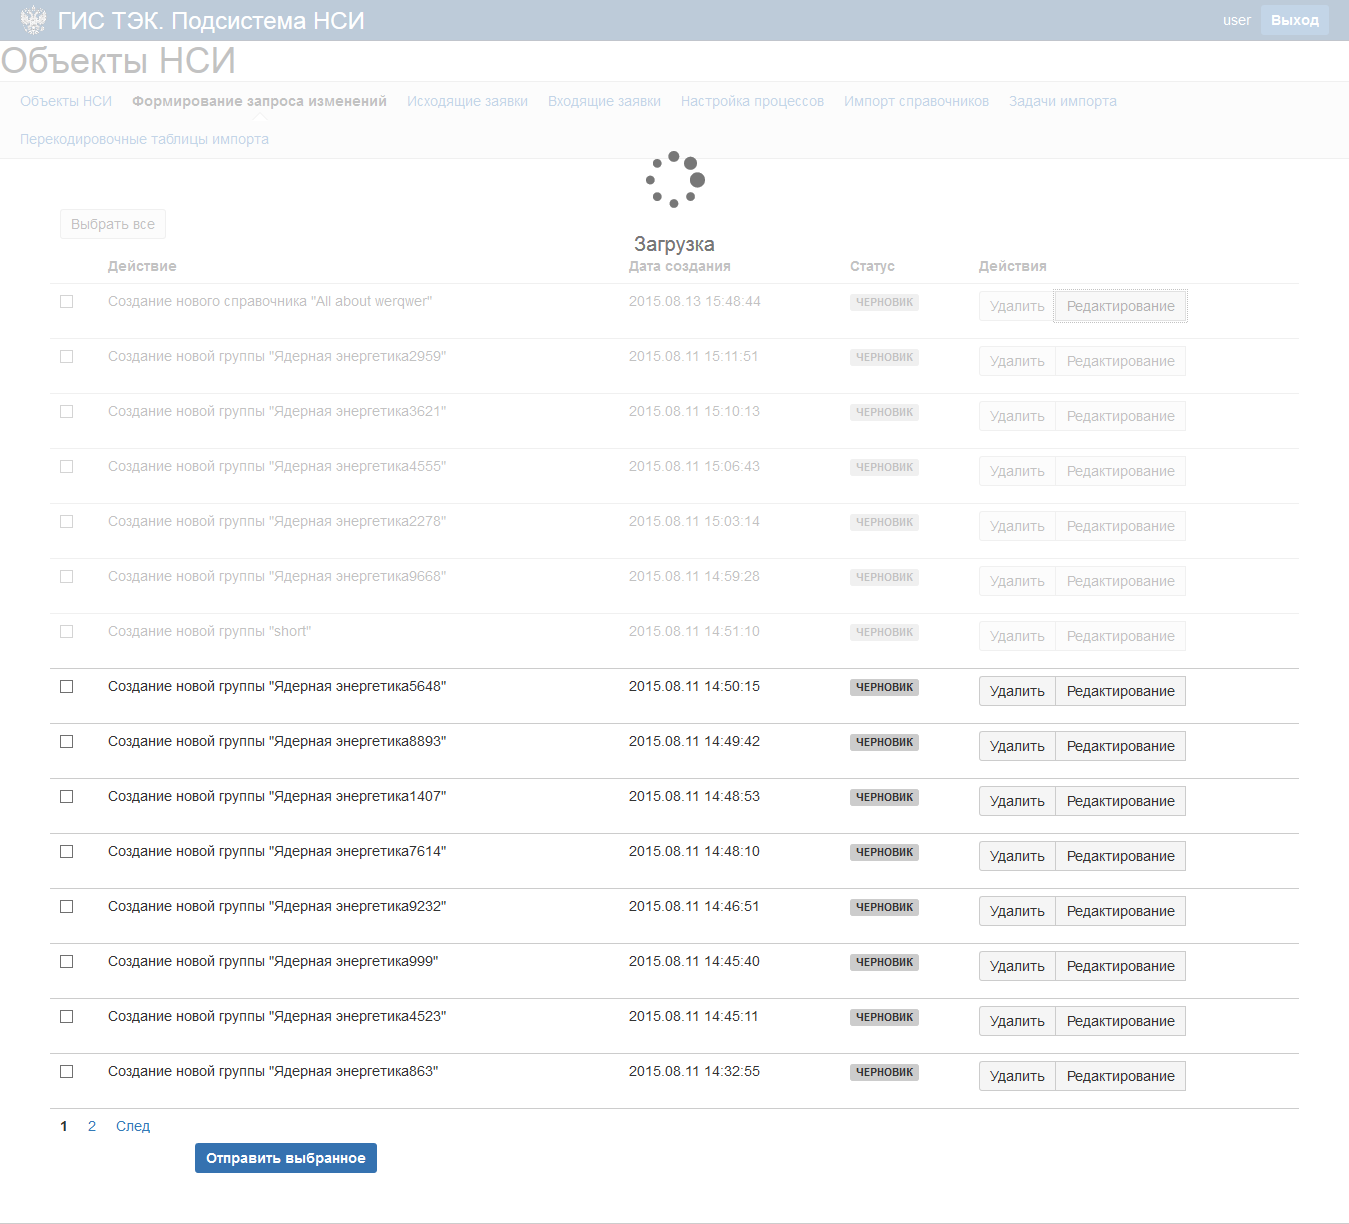 ГИС ТЭК. Подсистема НСИ user Выход
Объекты НСИ
Объекты НСИ Формирование запроса изменений Исходящие заявки Входящие заявки Настройка процессов Импорт справочников Задачи импорта
Перекодировочные таблицы импорта
Выбрать все
Загрузка
Действие Дата создания Статус Действия
Создание нового справочника "All about werqwer" 2015.08.13 15:48:44 ЧЕРНОВИК Удалить Редактирование
Создание новой группы "Ядерная энергетика2959" 2015.08.11 15:11:51 ЧЕРНОВИК Удалить Редактирование
Создание новой группы "Ядерная энергетика3621" 2015.08.11 15:10:13 ЧЕРНОВИК Удалить Редактирование
Создание новой группы "Ядерная энергетика4555" 2015.08.11 15:06:43 ЧЕРНОВИК Удалить Редактирование
Создание новой группы "Ядерная энергетика2278" 2015.08.11 15:03:14 ЧЕРНОВИК Удалить Редактирование
Создание новой группы "Ядерная энергетика9668" 2015.08.11 14:59:28 ЧЕРНОВИК Удалить Редактирование
Создание новой группы "short" 2015.08.11 14:51:10 ЧЕРНОВИК Удалить Редактирование
Создание новой группы "Ядерная энергетика5648" 2015.08.11 14:50:15 ЧЕРНОВИК Удалить Редактирование
Создание новой группы "Ядерная энергетика8893" 2015.08.11 14:49:42 ЧЕРНОВИК Удалить Редактирование
Создание новой группы "Ядерная энергетика1407" 2015.08.11 14:48:53 ЧЕРНОВИК Удалить Редактирование
Создание новой группы "Ядерная энергетика7614" 2015.08.11 14:48:10 ЧЕРНОВИК Удалить Редактирование
Создание новой группы "Ядерная энергетика9232" 2015.08.11 14:46:51 ЧЕРНОВИК Удалить Редактирование
Создание новой группы "Ядерная энергетика999" 2015.08.11 14:45:40 ЧЕРНОВИК Удалить Редактирование
Создание новой группы "Ядерная энергетика4523" 2015.08.11 14:45:11 ЧЕРНОВИК Удалить Редактирование
Создание новой группы "Ядерная энергетика863" 2015.08.11 14:32:55 ЧЕРНОВИК Удалить Редактирование
1 2 След
Отправить выбранное